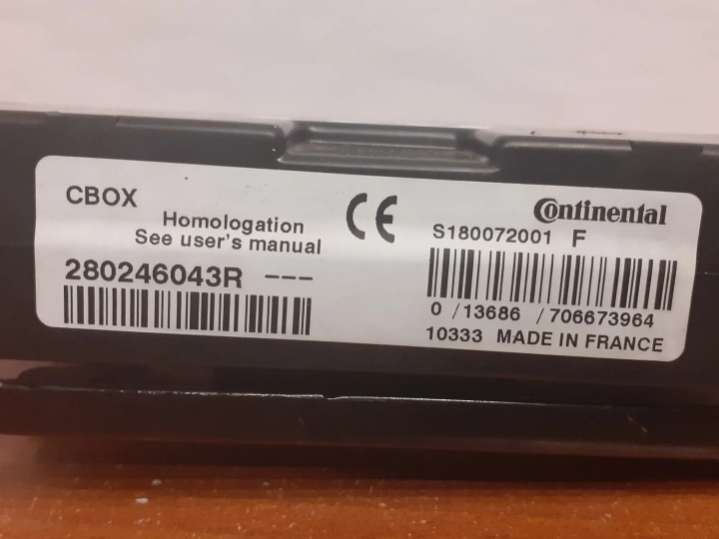 CBOX
Homologation
See user's manual
280246043R ---
CE
Continental
S180072001 F
0 /13686 /706673964
10333 MADE IN FRANCE